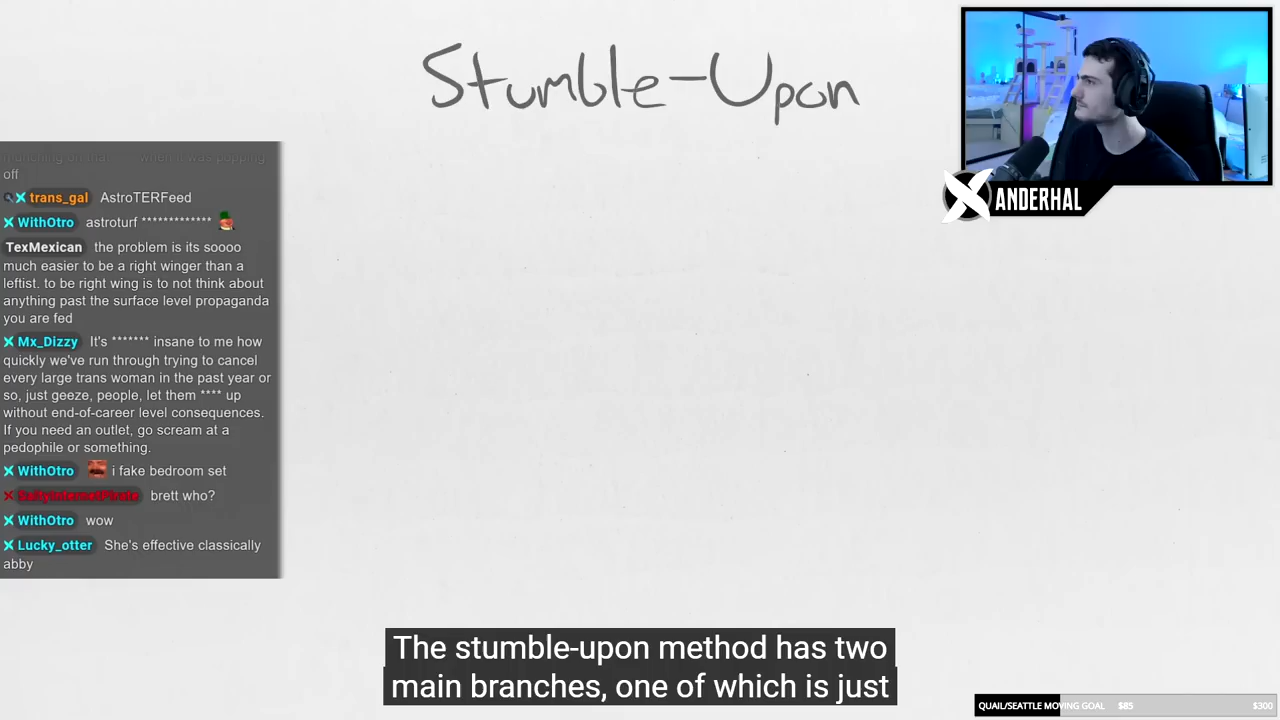 Stumble-Upon
ANDERHAL
when it was popping
off
trans_gal AstroTERFeed
WithOtro astroturf *************
TexMexican the problem is its soooo
much easier to be a right winger than a
leftist. to be right wing is to not think about
anything past the surface level propaganda
you are fed
Mx_Dizzy It's ******* insane to me how
quickly we've run through trying to cancel
every large trans woman in the past year or
so, just geeze, people, let them **** up
without end-of-career level consequences.
If you need an outlet, go scream at a
pedophile or something.
WithOtro i fake bedroom set
SaltyInternetPirate brett who?
WithOtro wow
Lucky_otter She's effective classically
abby
The stumble-upon method has two
main branches, one of which is just
QUAIL/SEATTLE MOVING GOAL $85 $300